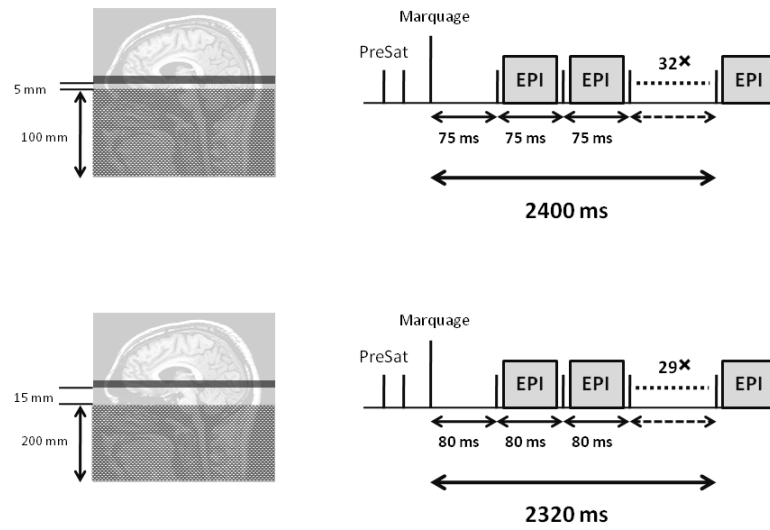 Marquage
PreSat
32×
EPI EPI EPI
5 mm
100 mm
75 ms 75 ms 75 ms
2400 ms
Marquage
PreSat
29×
EPI EPI EPI
15 mm
200 mm
80 ms 80 ms 80 ms
2320 ms